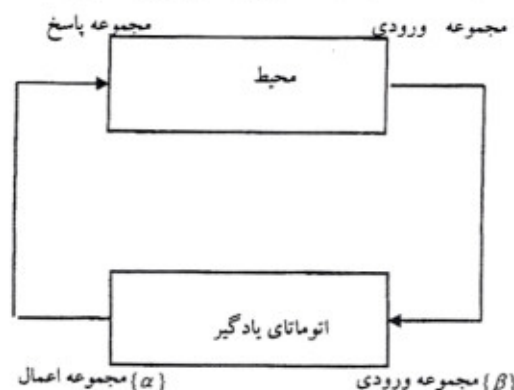 مجموعه ورودی
مجموعه پاسخ
محیط
اتوماتای یادگیر
مجموعه ورودی{β}
مجموعه اعمال{α}